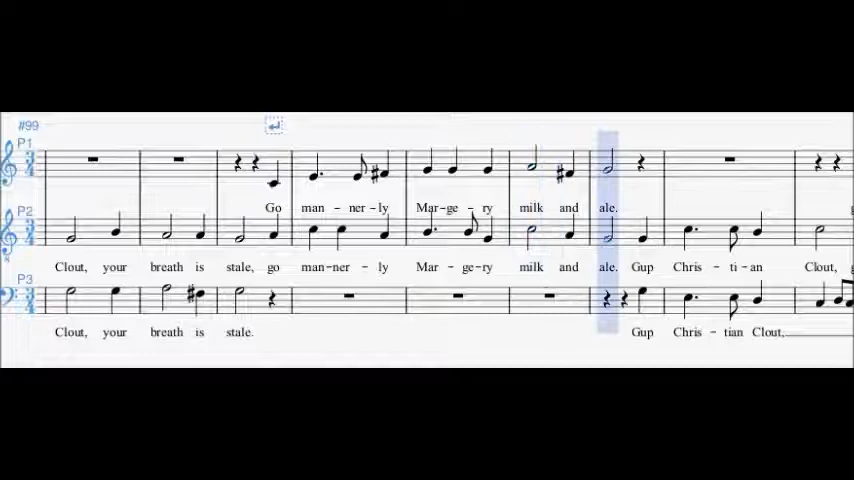 #99
P1
Go man - ner - ly Mar - ge - ry milk and ale.
P2
Clout, your breath is stale, go man - ner - ly Mar - ge - ry milk and ale. Gup Chris - ti - an Clout,
P3
Clout, your breath is stale. Gup Chris - tian Clout,